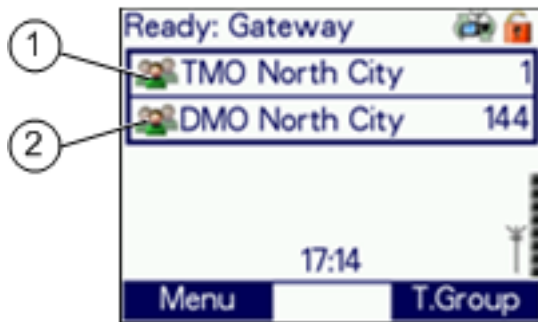 Ready: Gateway
1
TMO North City 1
2
DMO North City 144
17:14
Menu T.Group